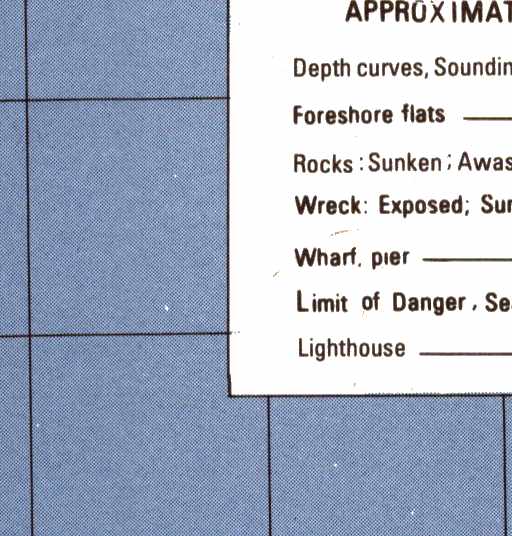 APPROXIMAT
Depth curves, Soundin
Foreshore flats
Rocks : Sunken ; Awas
Wreck: Exposed; Sur
Wharf, pier
Limit of Danger, Se
Lighthouse